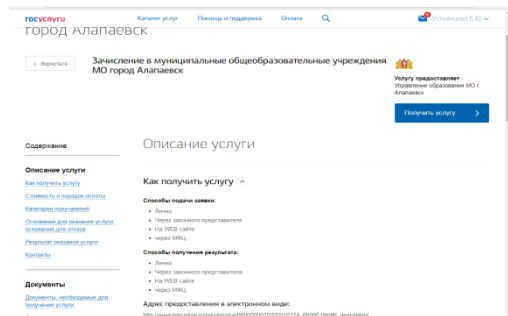 госуслуги Каталог услуг Помощь и поддержка Оплата Устьянцева Е.Ю.
город Алапаевск
< Вернуться
Зачисление в муниципальные общеобразовательные учреждения
МО город Алапаевск
Услугу предоставляет
Управление образования МО г
Алапаевск
Получить услугу >
Содержание
Описание услуги
Как получить услугу
Стоимость и порядок оплаты
Категории получателей
Основания для оказания услуги,
основания для отказа
Результат оказания услуги
Контакты
Документы
Документы, необходимые для
получения услуги
Описание услуги
Как получить услугу
Способы подачи заявки:
• Лично
• Через законного представителя
• На WEB сайте
• через МФЦ
Способы получения результата:
• Лично
• Через законного представителя
• На WEB сайте
• через МФЦ
Адрес предоставления в электронном виде: